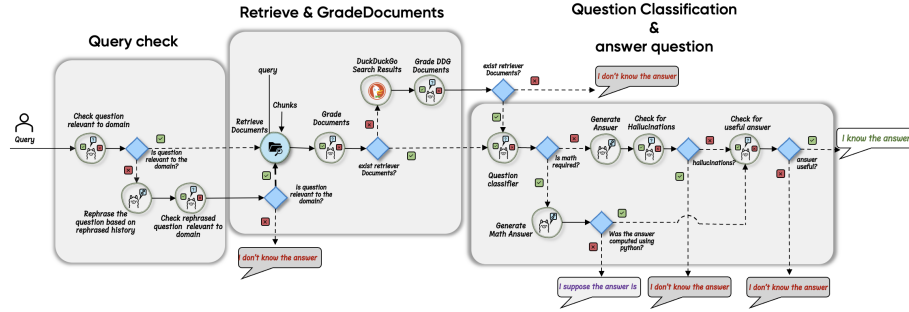 Retrieve & GradeDocuments
Question Classification
&
answer question
Query check
query
Chunks
DuckDuckGo
Search Results
Grade DDG
Documents
exist retriever
Documents?
I don't know the answer
Query
Check question
relevant to domain
Is question
relevant to the
domain?
Rephrase the
question based on
rephrased history
Check rephrased
question relevant to
domain
Retrieve
Documents
Grade
Documents
exist retriever
Documents?
Is question
relevant to the
domain?
I don't know the answer
Question
classifier
Is math
required?
Generate
Answer
Check for
Hallucinations
hallucinations?
Check for
useful answer
answer
useful?
I know the answer
Generate
Math Answer
Was the answer
computed using
python?
I suppose the answer is
I don't know the answer
I don't know the answer